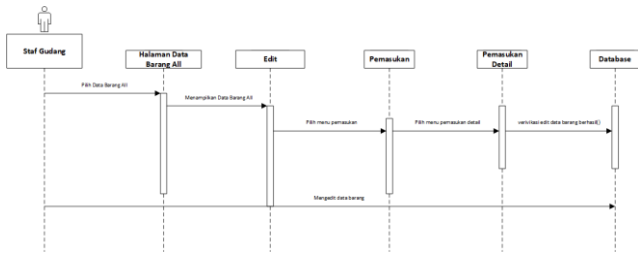 Staf Gudang
Halaman Data
Barang All
Edit
Pemasukan
Pemasukan
Detail
Database
Pilih Data Barang All
Menampilkan Data Barang All
Pilih menu pemasukan
Pilih menu pemasukan detail
verivikasi edit data barang berhasil()
Mengedit data barang